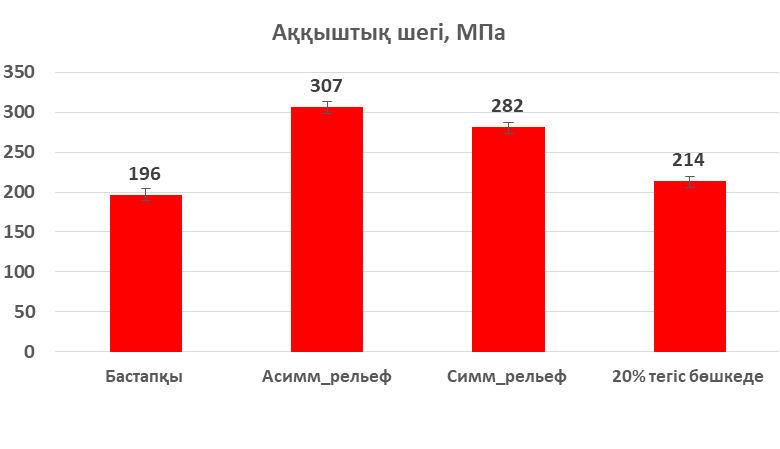 Аққыштық шегі, МПа
350
300
250
200
150
100
50
0
196
307
282
214
Бастапқы
Асимм_рельеф
Симм_рельеф
20% тегіс бөшкеде